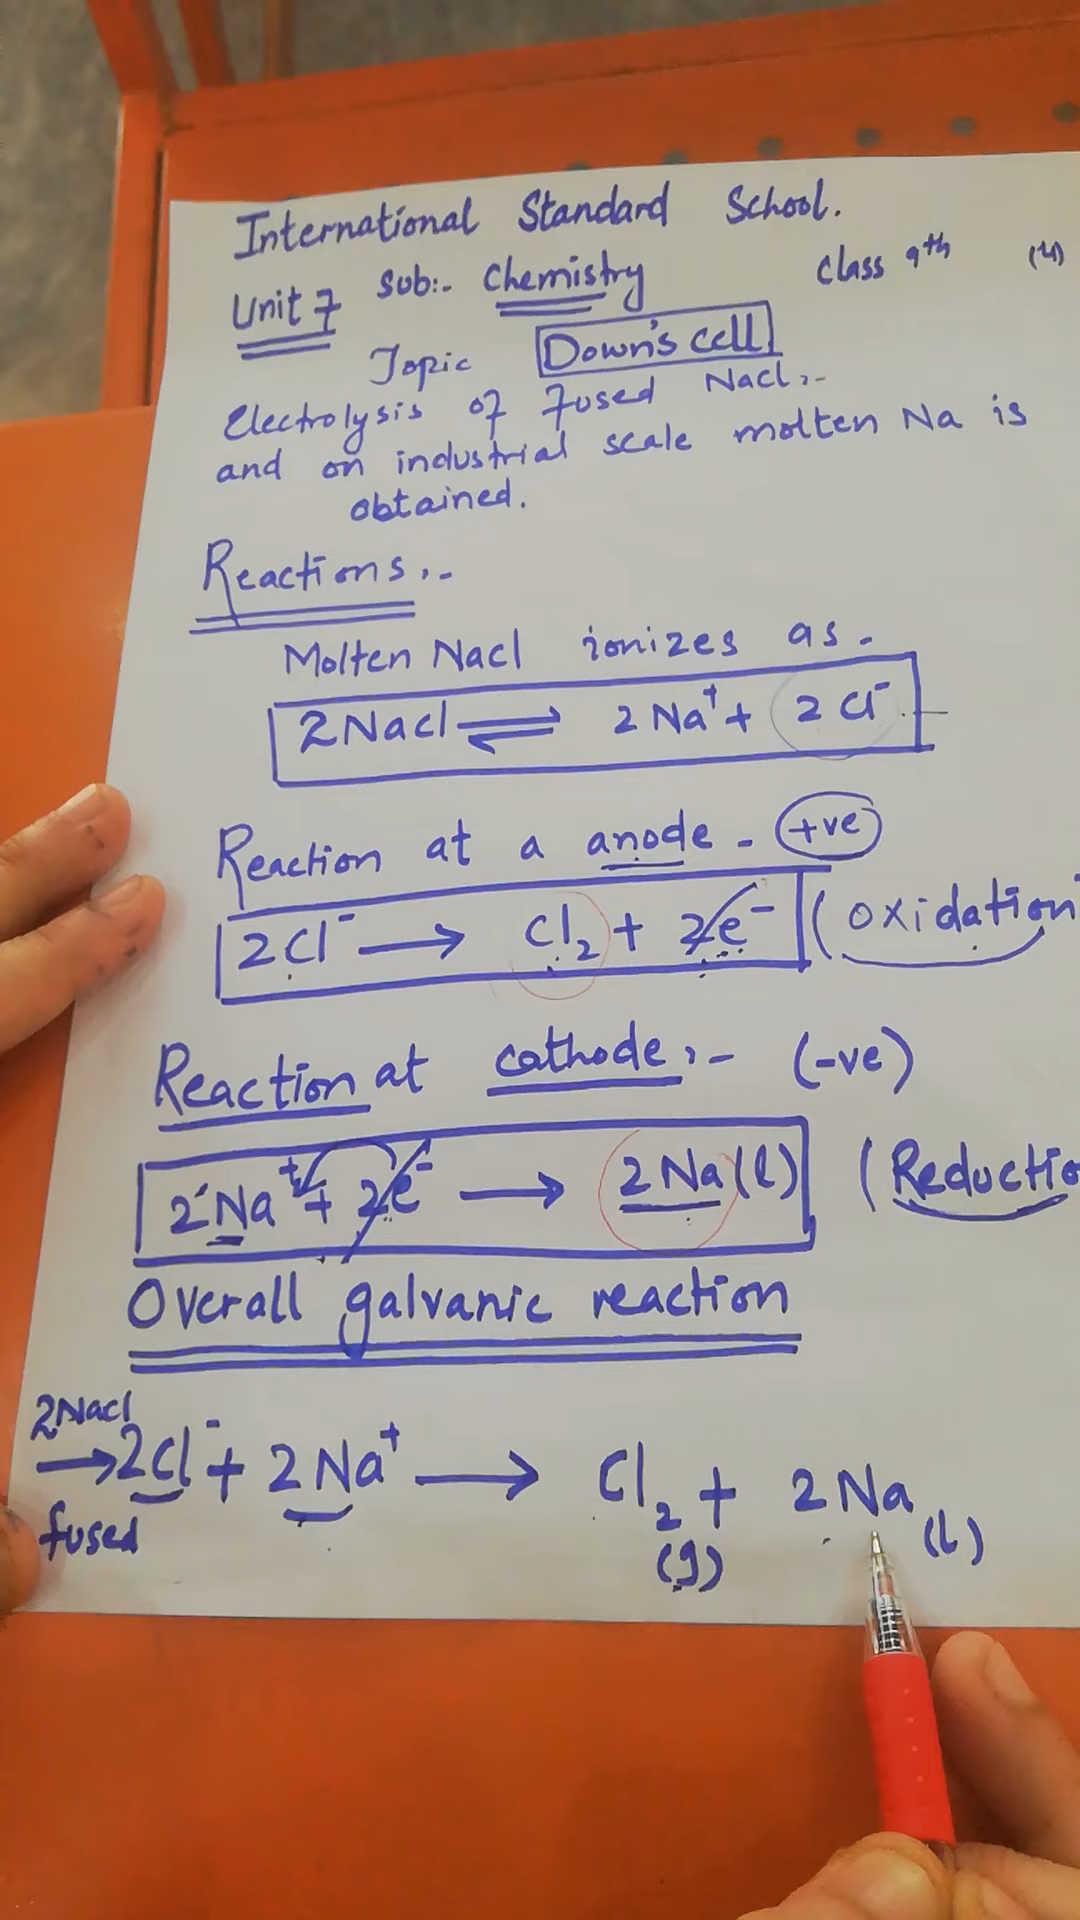 International Standard School.
Unit 7 Sub:- Chemistry Class 9th (4)
Topic Down's cell
Electrolysis of fused Nacl:-
and on industrial scale molten Na is
obtained.
Reactions:-
Molten Nacl ionizes as.
2Nacl ⇌ 2Na⁺ + 2Cl⁻
Reaction at a anode - +ve
2Cl⁻ → Cl₂ + 2e⁻ (oxidation
Reaction at cathode:- (-ve)
2Na⁺ + 2e⁻ → 2Na(l) (Reductio
Overall galvanic reaction
2Nacl
→ 2Cl⁻ + 2Na⁺ → Cl₂ + 2Na
fused (g) (l)